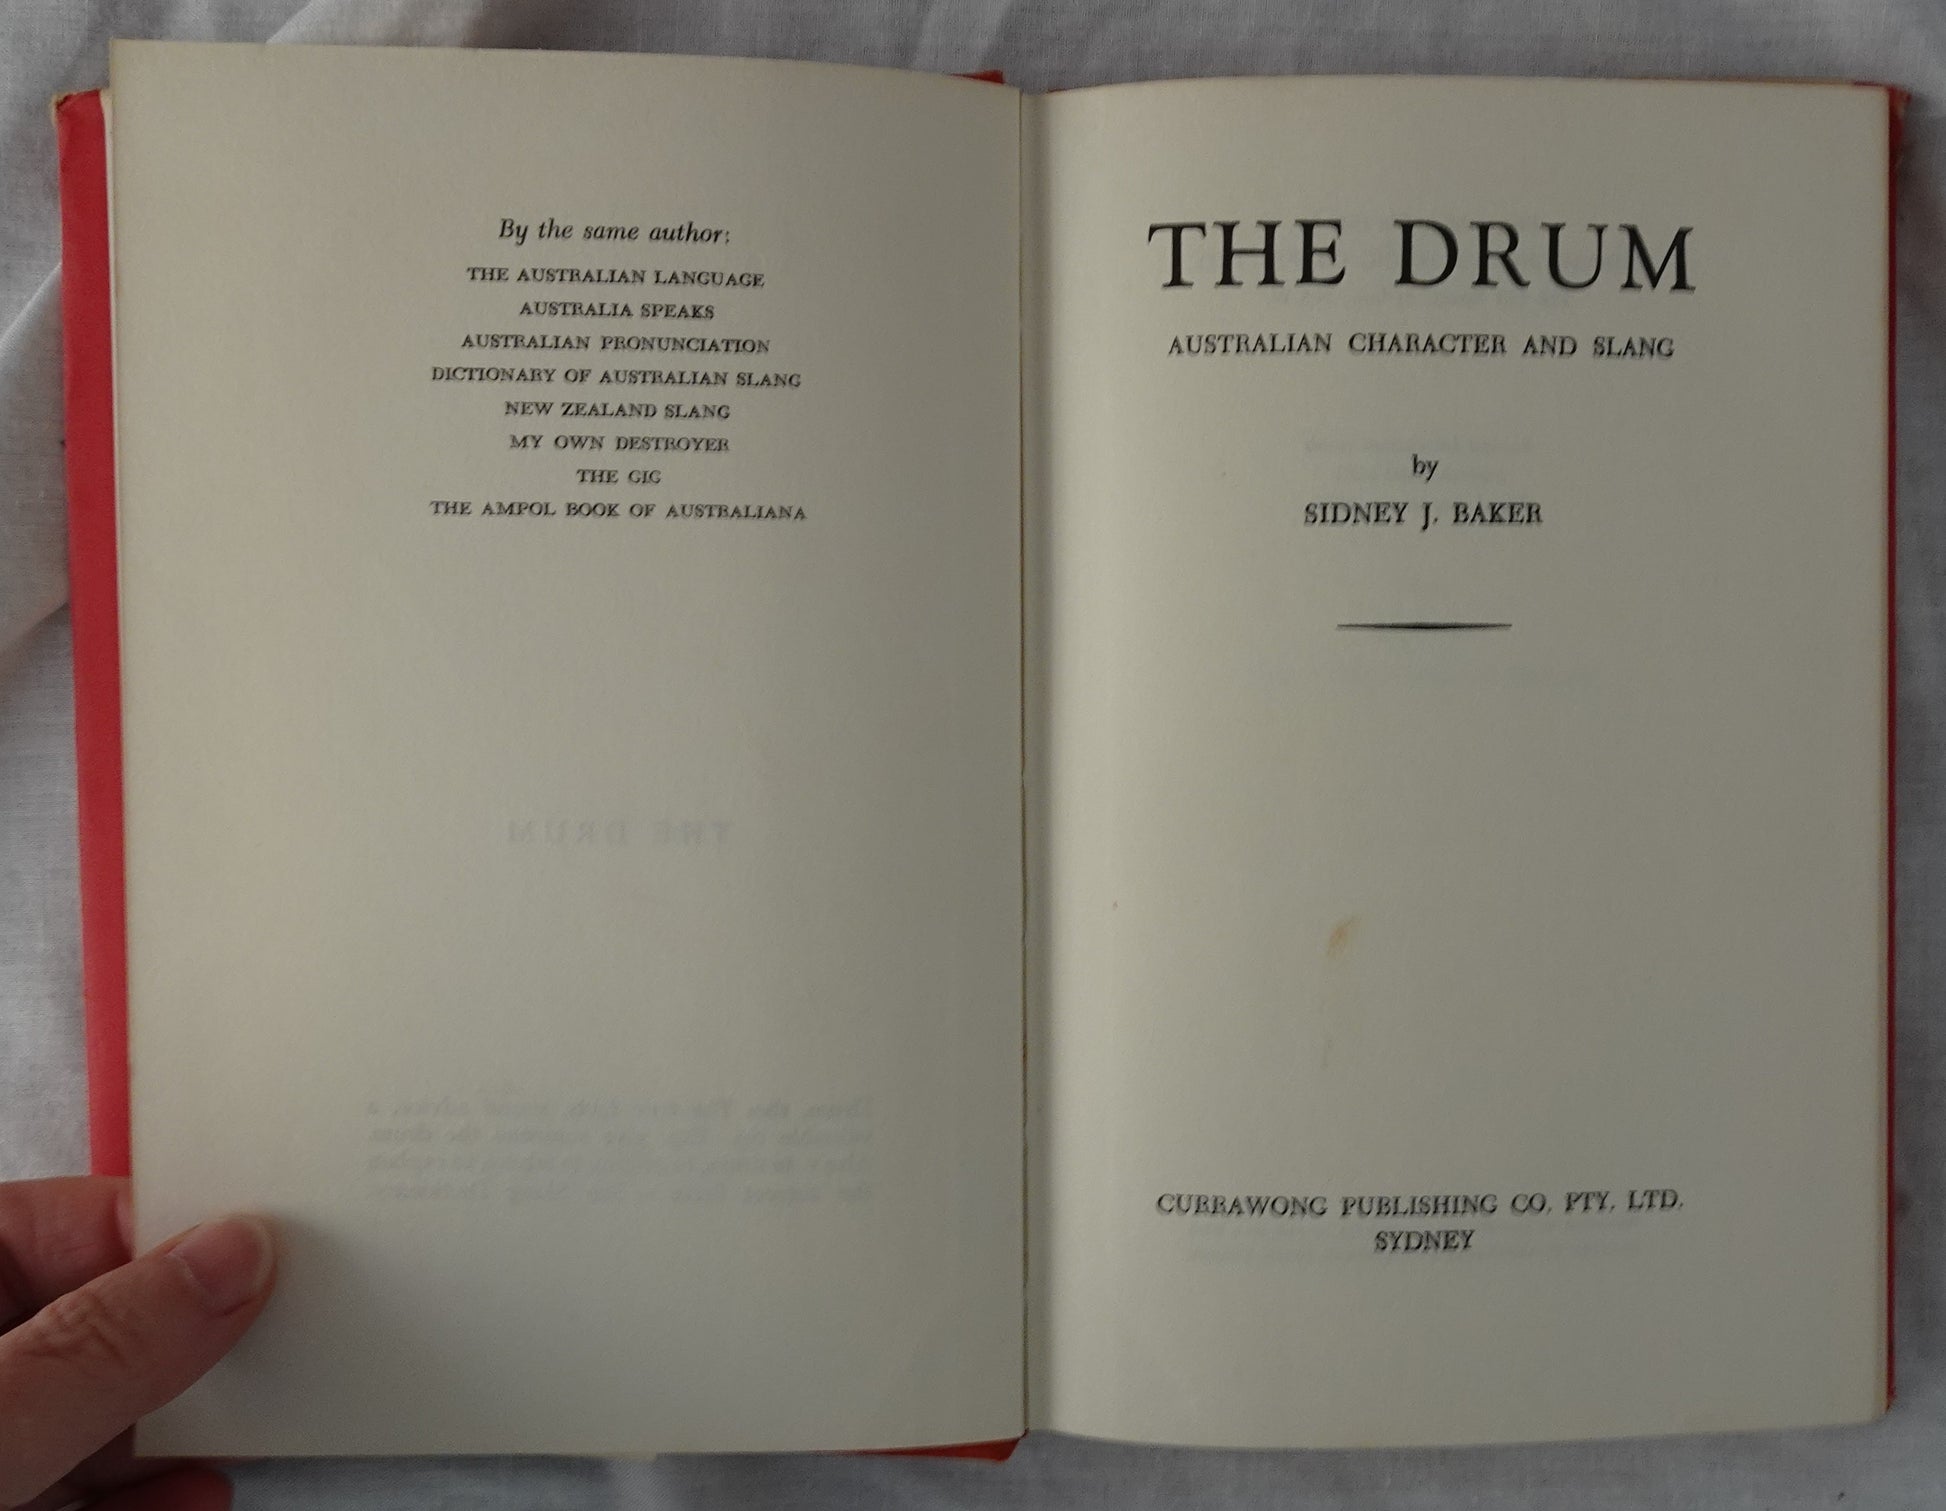 By the same author:
THE AUSTRALIAN LANGUAGE
AUSTRALIA SPEAKS
AUSTRALIAN PRONUNCIATION
DICTIONARY OF AUSTRALIAN SLANG
NEW ZEALAND SLANG
MY OWN DESTROYER
THE GIG
THE AMPOL BOOK OF AUSTRALIANA
THE DRUM
THE DRUM
AUSTRALIAN CHARACTER AND SLANG
by
SIDNEY J. BAKER
CURRAWONG PUBLISHING CO. PTY. LTD.
SYDNEY